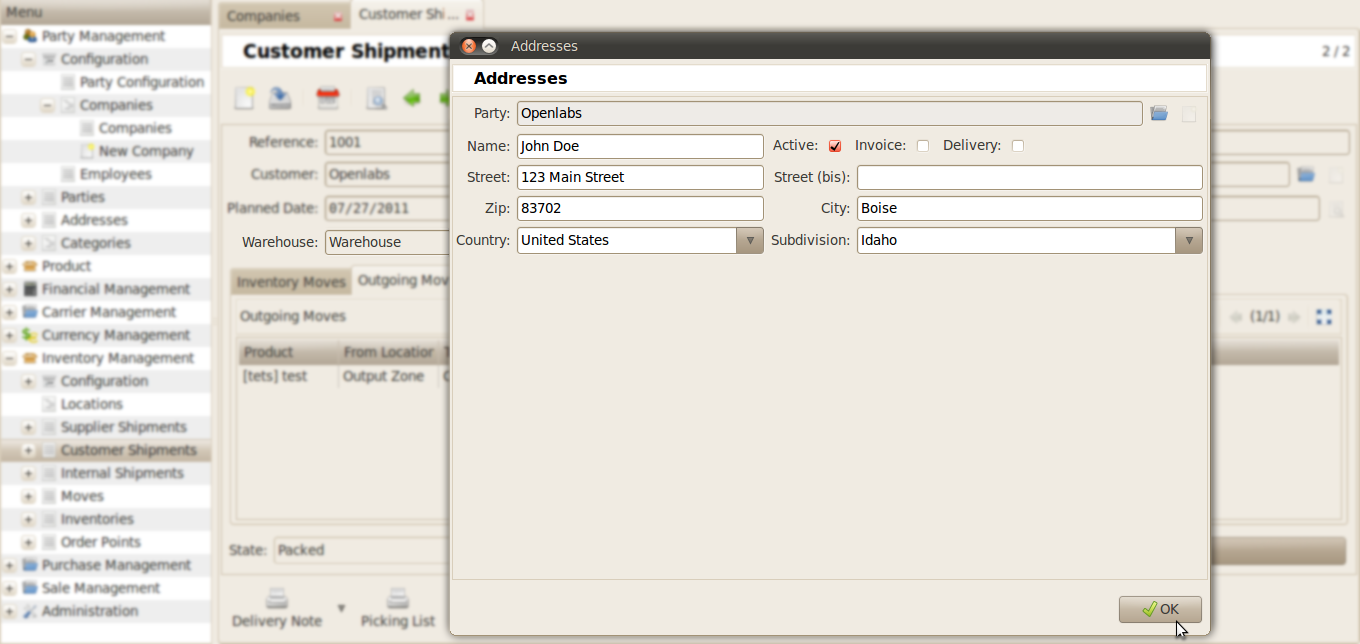 Menu
Party Management
Configuration
Party Configuration
Companies
Companies
New Company
Employees
Parties
Addresses
Categories
Product
Financial Management
Carrier Management
Currency Management
Inventory Management
Configuration
Locations
Supplier Shipments
Customer Shipments
Internal Shipments
Moves
Inventories
Order Points
Purchase Management
Sale Management
Administration
Companies
Customer Shi...
Customer Shipment
2 / 2
Reference: 1001
Customer: Openlabs
Planned Date: 07/27/2011
Warehouse: Warehouse
Inventory Moves
Outgoing Mov
Outgoing Moves
(1/1)
Product From Location
[tets] test Output Zone
State: Packed
Delivery Note
Picking List
Addresses
Addresses
Party: Openlabs
Name: John Doe Active: Invoice: Delivery:
Street: 123 Main Street Street (bis):
Zip: 83702 City: Boise
Country: United States Subdivision: Idaho
OK